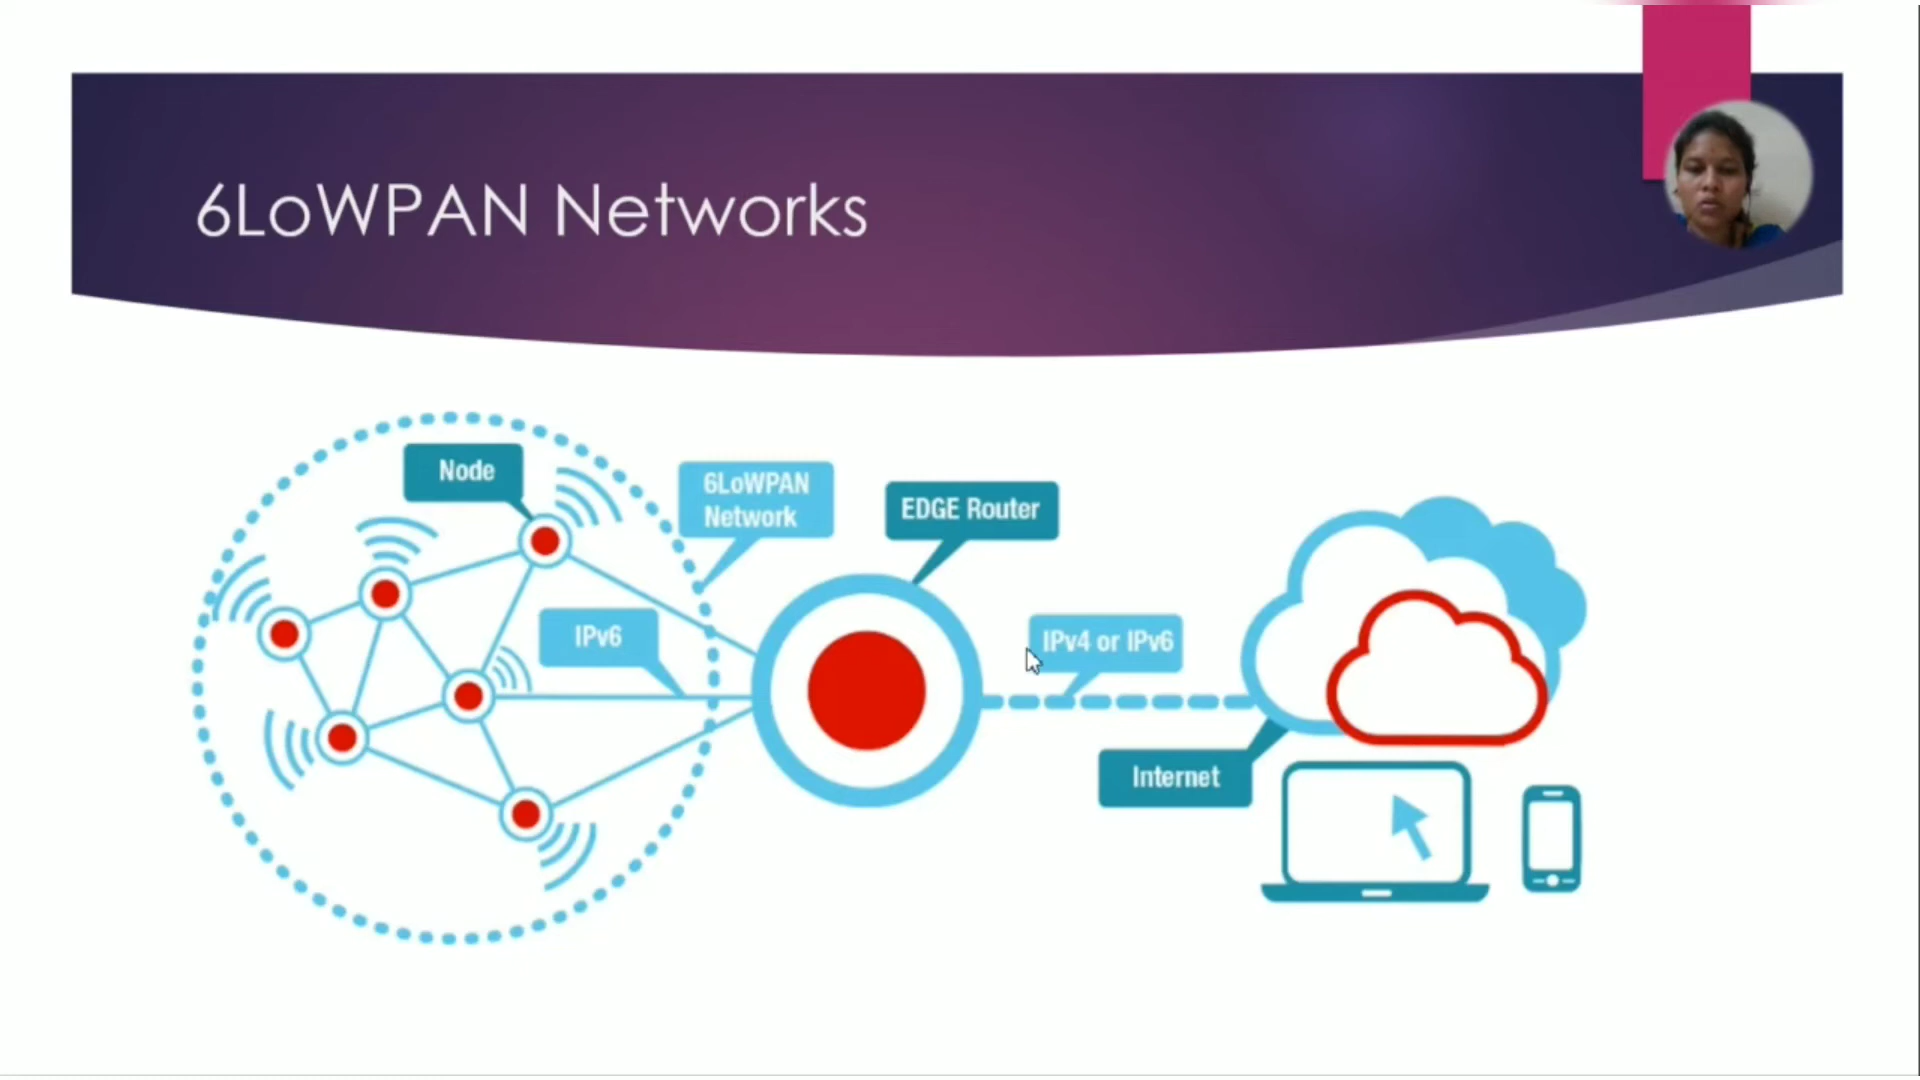 6LoWPAN Networks
Node
6LoWPAN
Network
EDGE Router
IPv6
IPv4 or IPv6
Internet